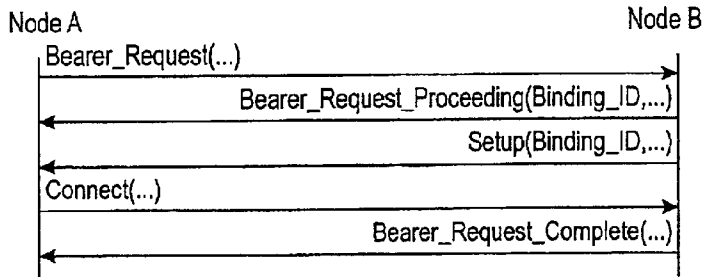 Node A
Node B
Bearer_Request(...)
Bearer_Request_Proceeding(Binding_ID,...)
Setup(Binding_ID,...)
Connect(...)
Bearer_Request_Complete(...)